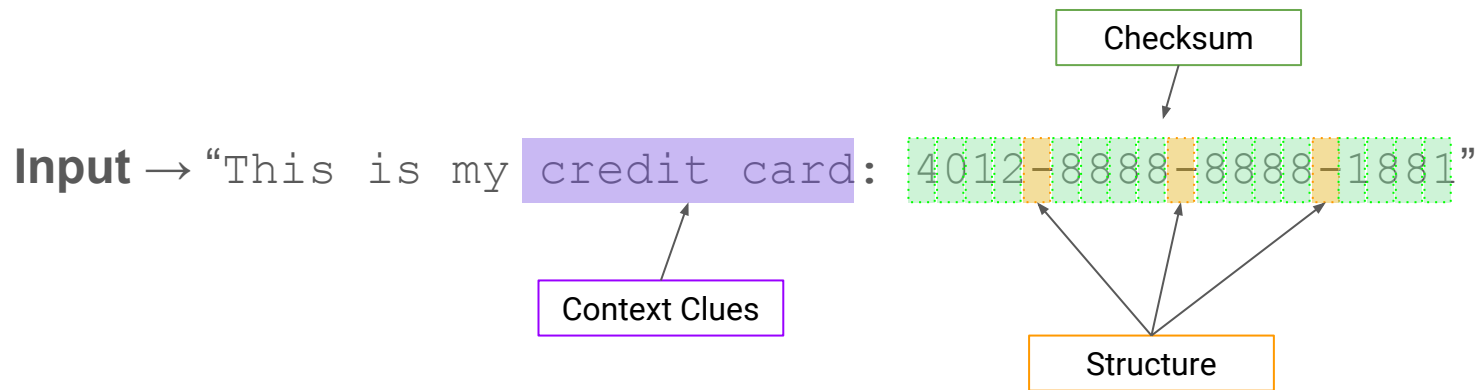 Checksum
Input → “This is my credit card: 4012-8888-8888-1881”
Context Clues
Structure